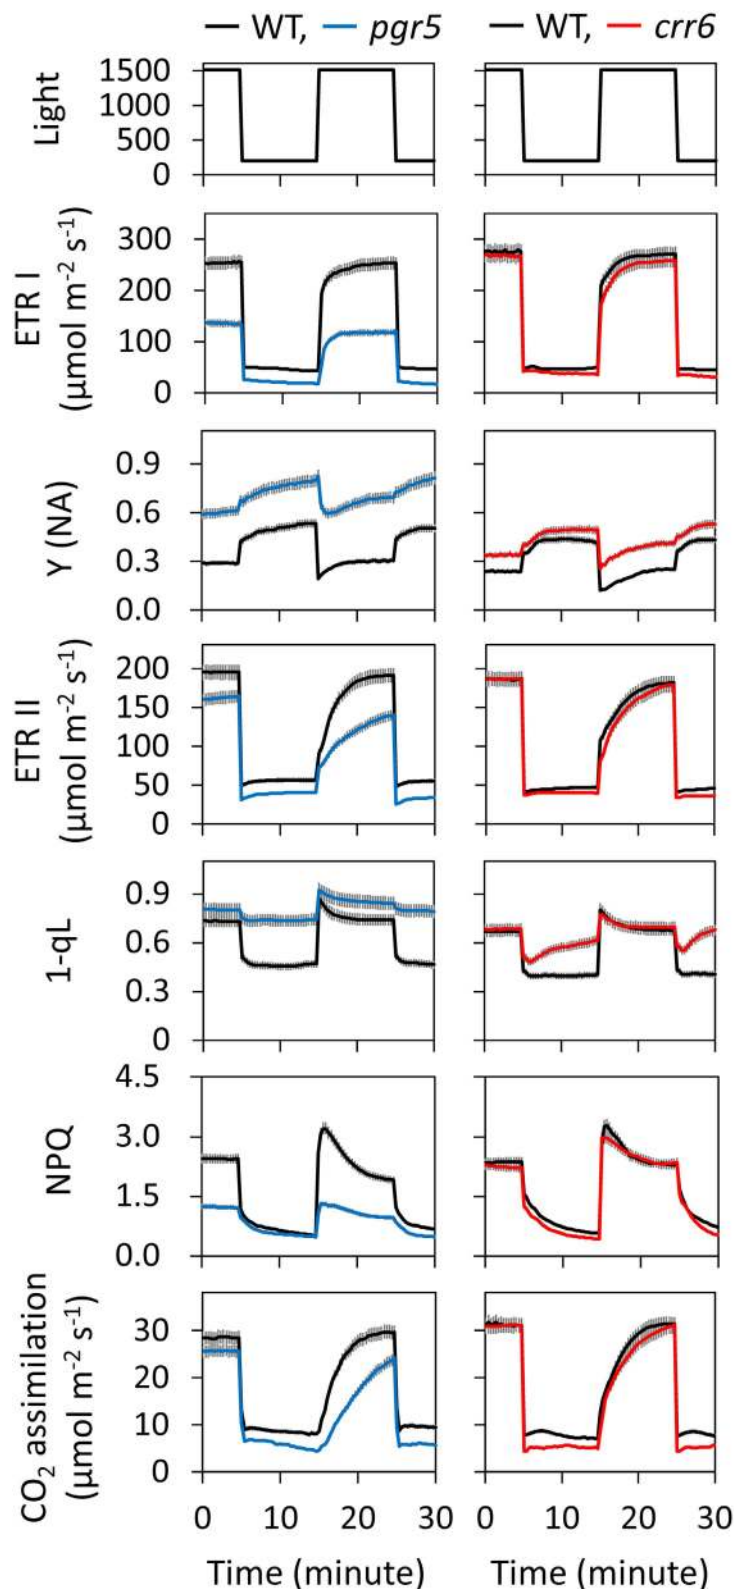 WT, pgr5
WT, crr6
Light
1500
1000
500
0
ETR I
(μmol m⁻² s⁻¹)
300
200
100
0
Y (NA)
0.9
0.6
0.3
0.0
ETR II
(μmol m⁻² s⁻¹)
200
150
100
50
0
1-qL
0.9
0.6
0.3
0
NPQ
4.5
3.0
1.5
0.0
CO₂ assimilation
(μmol m⁻² s⁻¹)
30
20
10
0
0 10 20 30
0 10 20 30
Time (minute)
Time (minute)